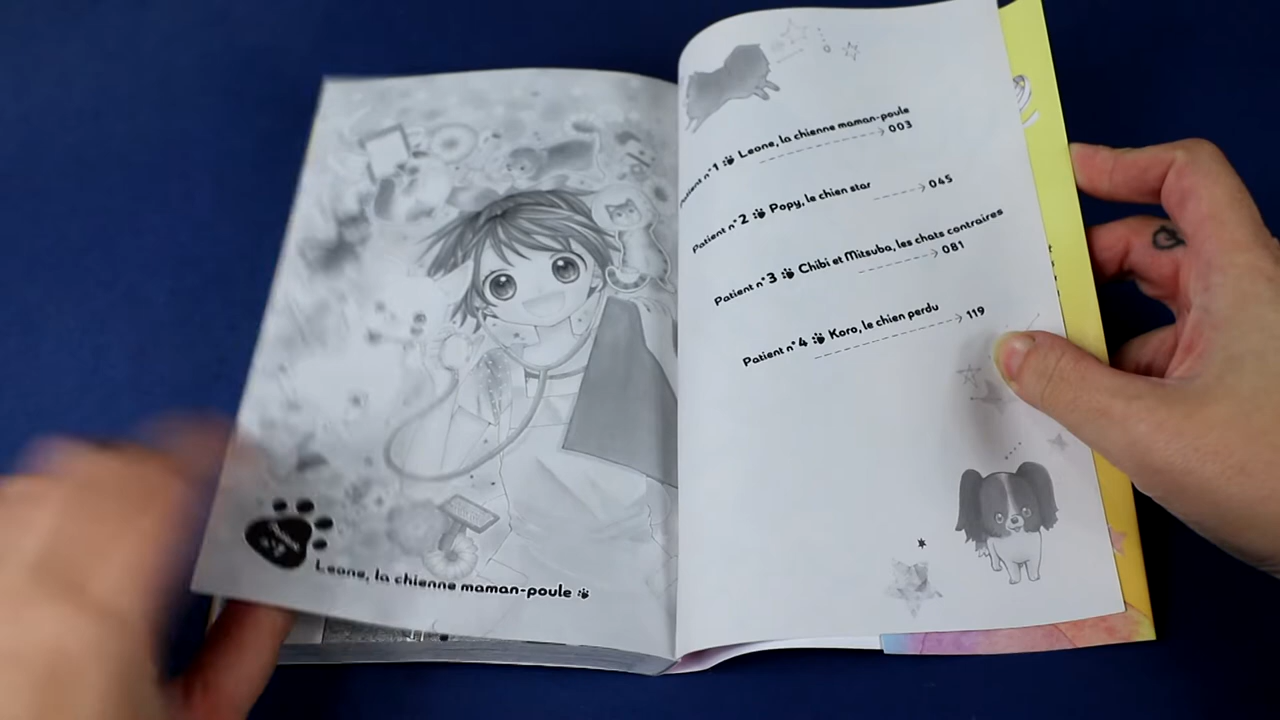 Leone, la chienne maman-poule
Patient n°1 Leone, la chienne maman-poule
003
Patient n°2 Popy, le chien star
045
Patient n°3 Chibi et Mitsuba, les chats contraires
081
Patient n°4 Koro, le chien perdu
119